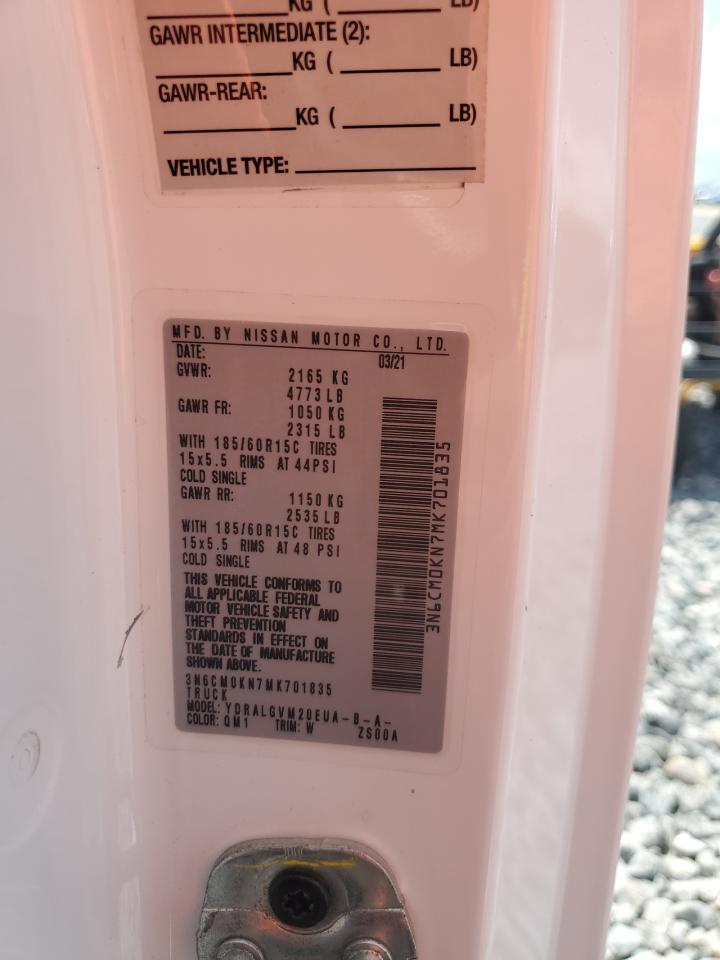 KG ( LB)
GAWR INTERMEDIATE (2):
KG ( LB)
GAWR-REAR:
KG ( LB)
VEHICLE TYPE:
MFD. BY NISSAN MOTOR CO., LTD.
DATE: 03/21
GVWR: 2165 KG
4773 LB
GAWR FR: 1050 KG
2315 LB
WITH 185/60R15C TIRES
15x5.5 RIMS AT 44PSI
COLD SINGLE
GAWR RR: 1150 KG
2535 LB
WITH 185/60R15C TIRES
15x5.5 RIMS AT 48 PSI
COLD SINGLE
THIS VEHICLE CONFORMS TO
ALL APPLICABLE FEDERAL
MOTOR VEHICLE SAFETY AND
THEFT PREVENTION
STANDARDS IN EFFECT ON
THE DATE OF MANUFACTURE
SHOWN ABOVE.
3N6CM0KN7MK701835
TRUCK
MODEL: YDRALGVM20EUA-B-A-
COLOR: QM1 TRIM: W ZS00A
3N6CM0KN7MK701835